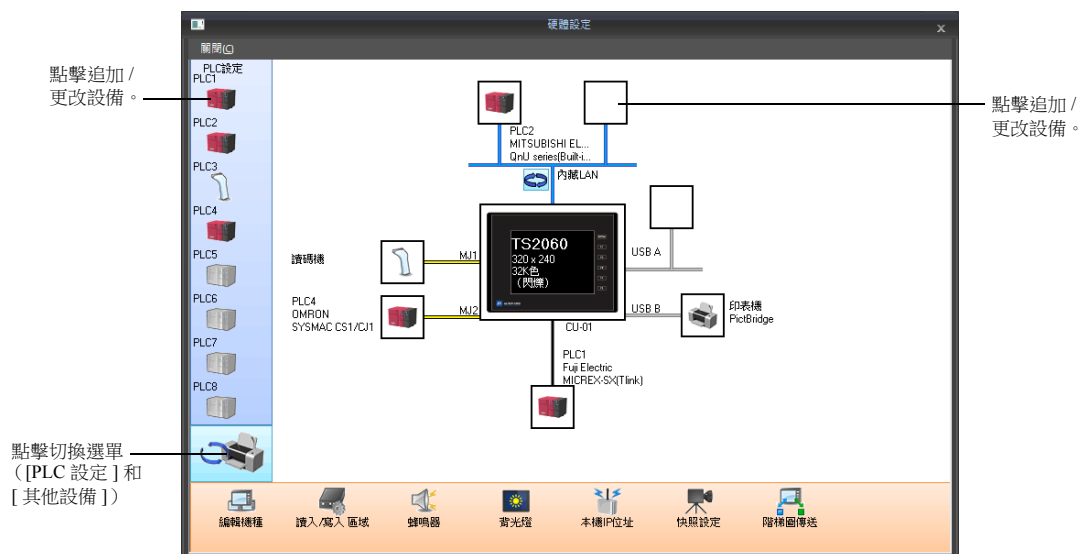 硬體設定
關閉(C)
點擊追加 /
更改設備。
PLC設定
PLC1
PLC2
PLC3
PLC4
PLC5
PLC6
PLC7
PLC8
點擊切換選單
（[PLC 設定 ] 和
[ 其他設備 ]）
點擊追加 /
更改設備。
PLC2
MITSUBISHI EL...
QnU series(Built-i...
內藏LAN
TS2060
320 x 240
32K色
（閃爍）
讀碼機
MJ1
PLC4
OMRON
SYSMAC CS1/CJ1
MJ2
USB A
USB B
印表機
PictBridge
CU-01
PLC1
Fuji Electric
MICREX-SX(Tlink)
編輯機種
讀入/寫入 區域
蜂鳴器
背光燈
本機IP位址
快照設定
階梯圖傳送